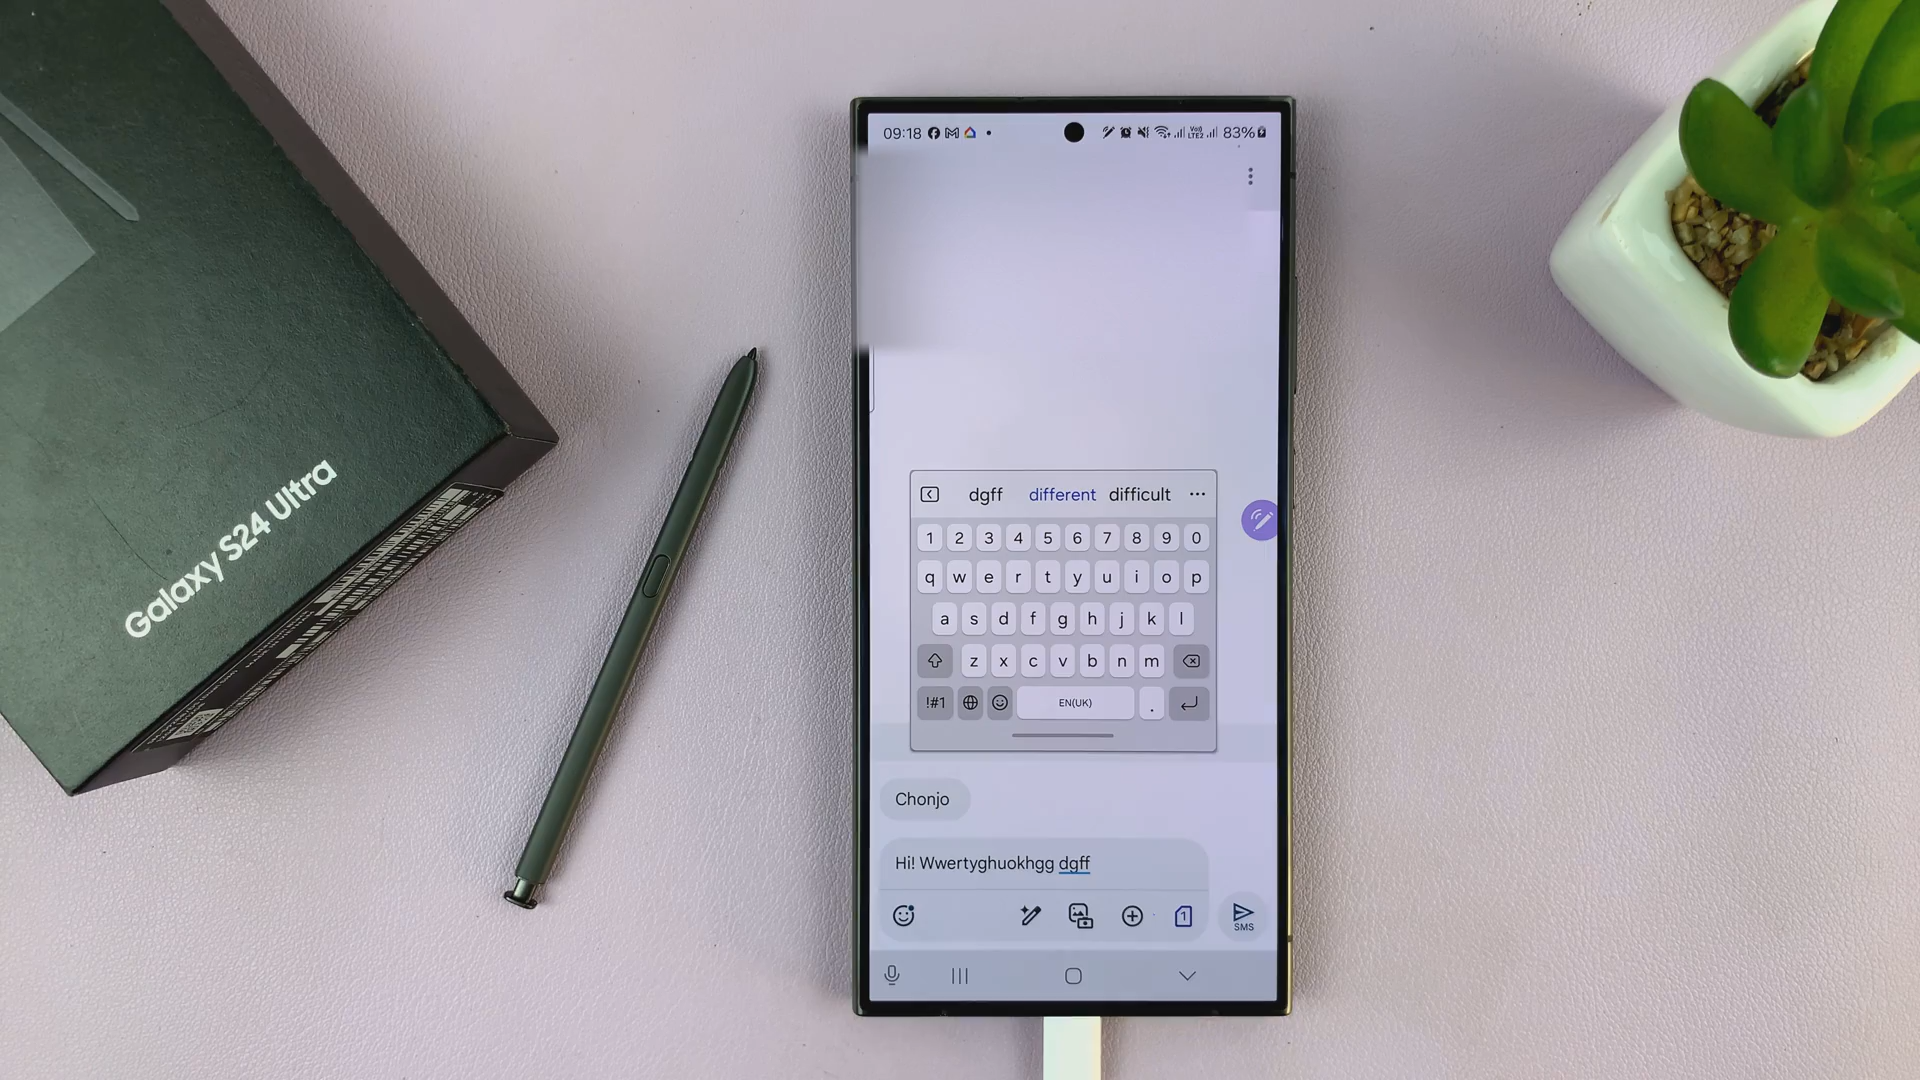 Galaxy S24 Ultra
09:18
83%
dgff different difficult
1 2 3 4 5 6 7 8 9 0
q w e r t y u i o p
a s d f g h j k l
z x c v b n m
!#1 EN(UK) .
Chonjo
Hi! Wwertyghuokhgg dgff
1
SMS